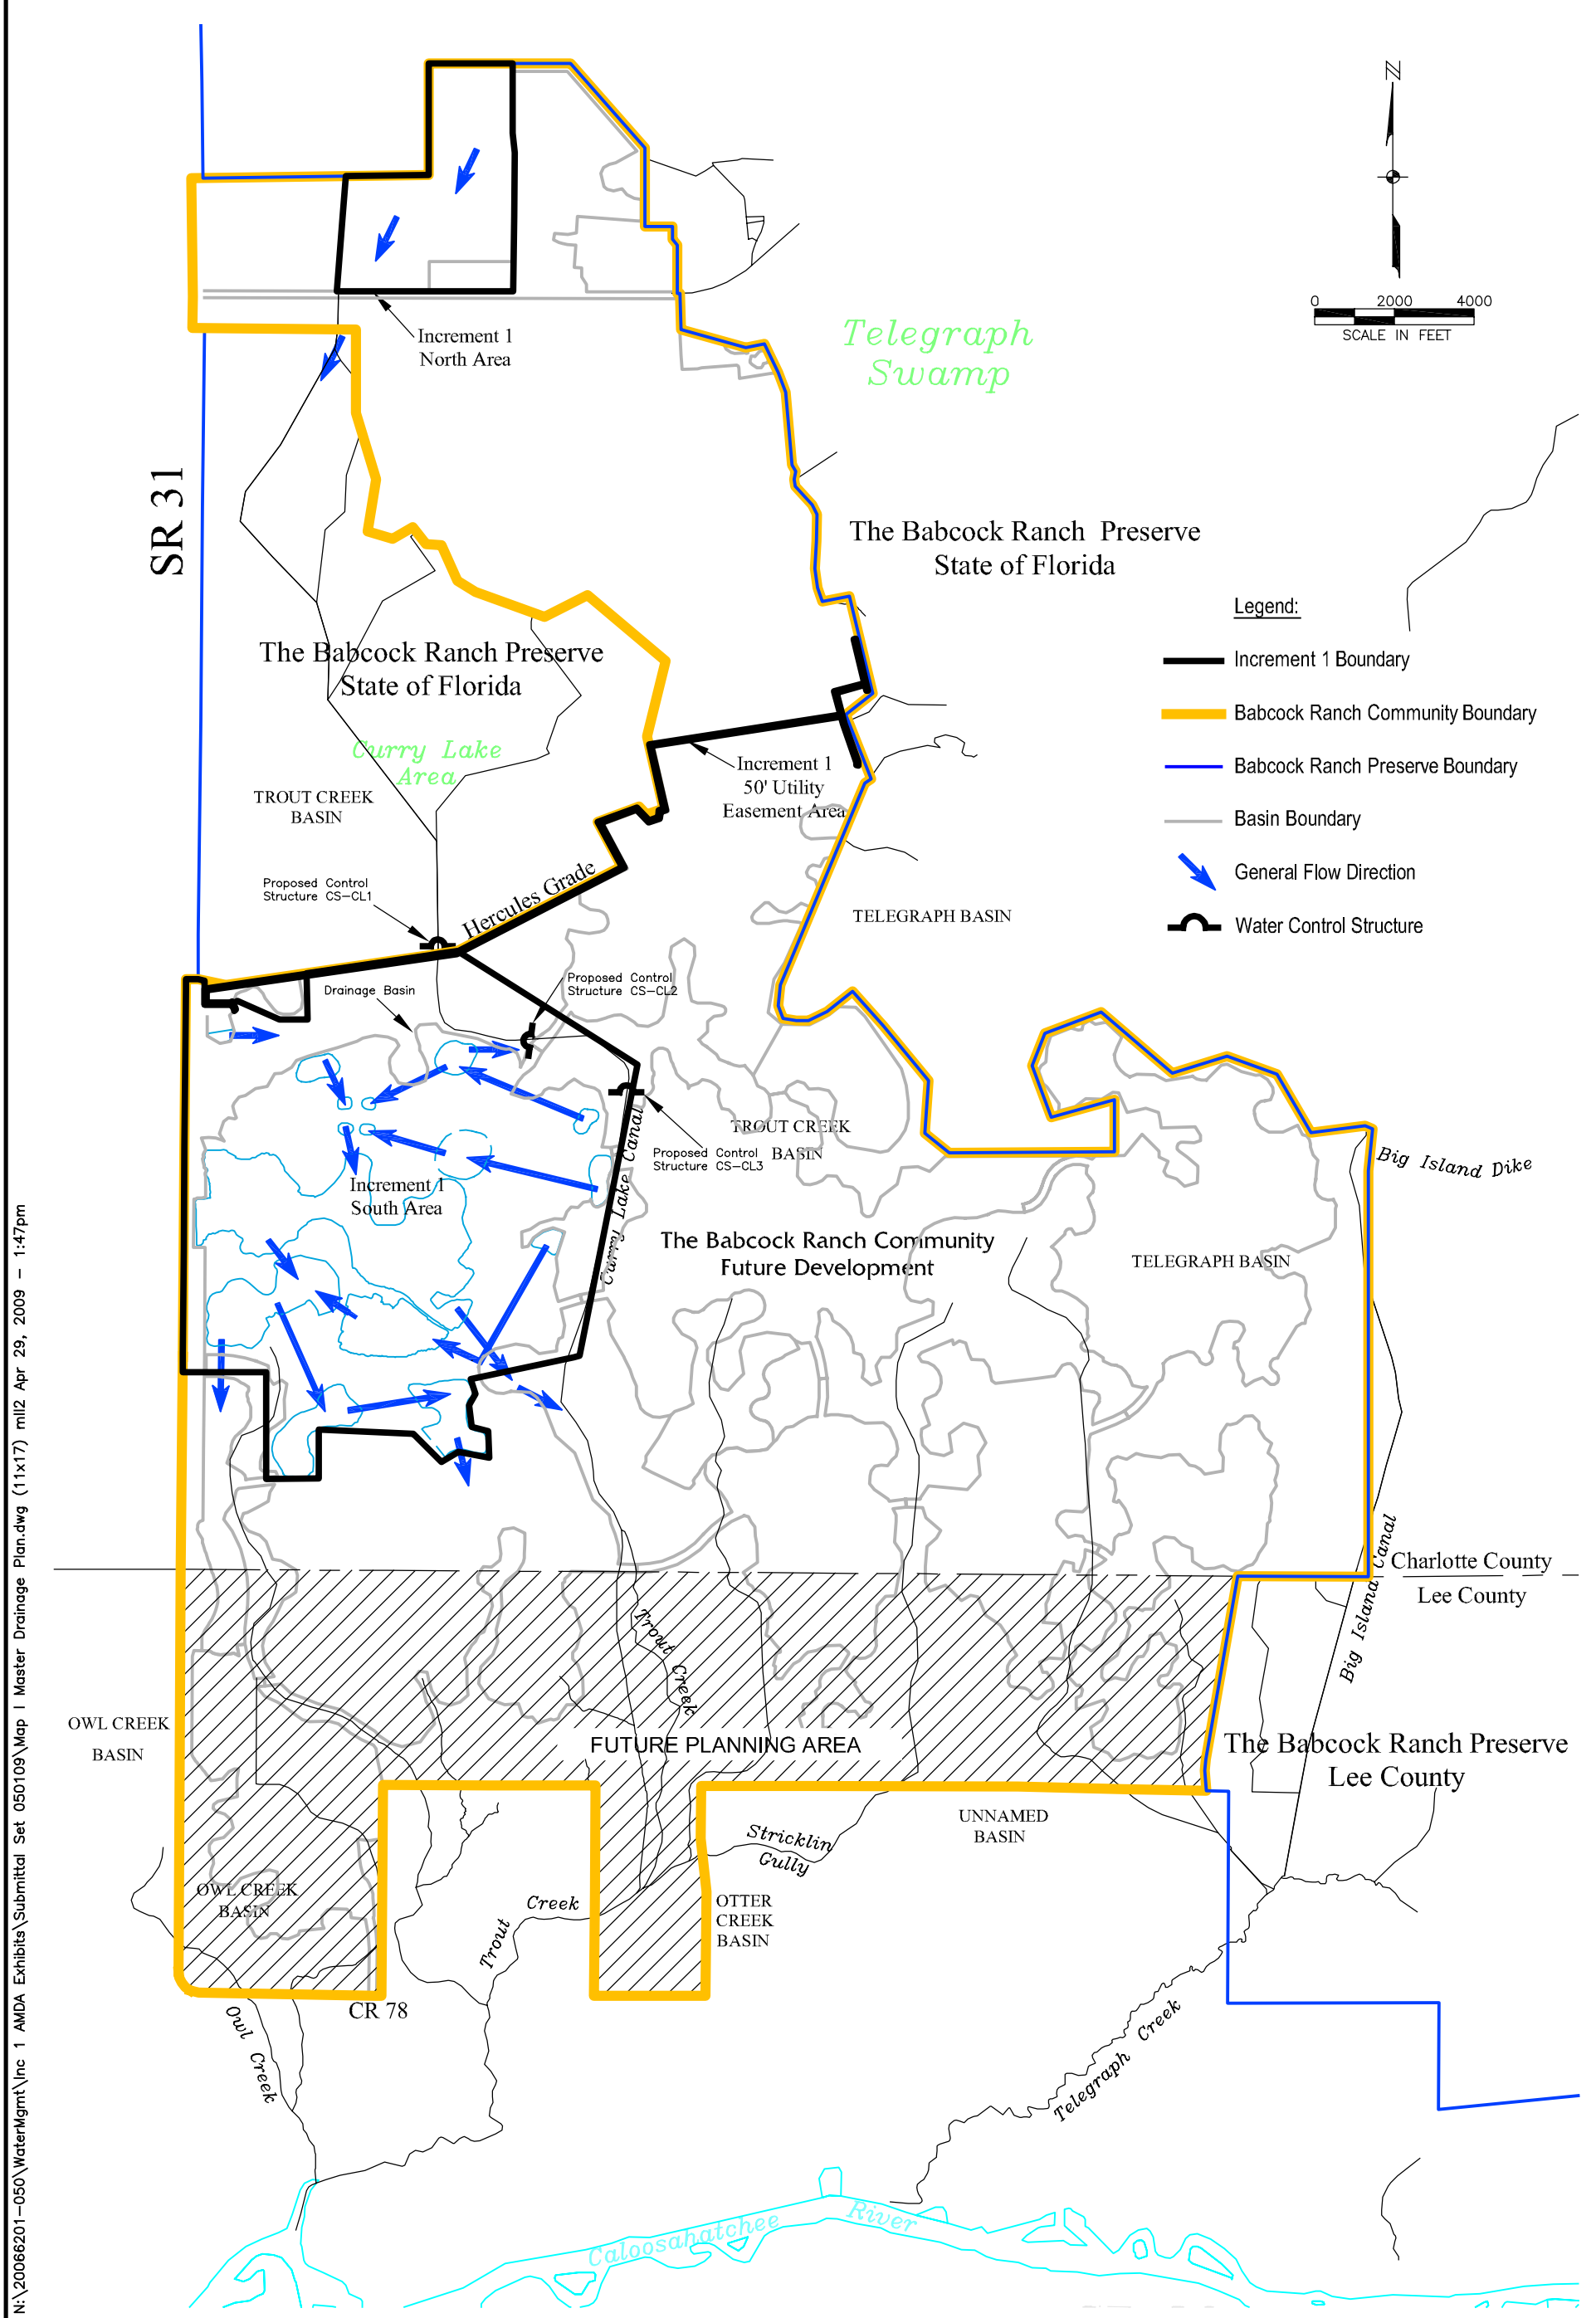 N
0 2000 4000
SCALE IN FEET
Increment 1
North Area
Telegraph
Swamp
SR 31
The Babcock Ranch Preserve
State of Florida
Legend:
Increment 1 Boundary
Babcock Ranch Community Boundary
Babcock Ranch Preserve Boundary
Basin Boundary
General Flow Direction
Water Control Structure
The Babcock Ranch Preserve
State of Florida
Curry Lake
Area
TROUT CREEK
BASIN
Increment 1
50' Utility
Easement Area
Proposed Control
Structure CS-CL1
Hercules Grade
TELEGRAPH BASIN
Drainage Basin
Proposed Control
Structure CS-CL2
TROUT CREEK
BASIN
Proposed Control
Structure CS-CL3
Big Island Dike
Increment 1
South Area
Curry Lake Canal
The Babcock Ranch Community
Future Development
TELEGRAPH BASIN
Charlotte County
Lee County
Big Island Canal
Trout Creek
OWL CREEK
BASIN
FUTURE PLANNING AREA
The Babcock Ranch Preserve
Lee County
UNNAMED
BASIN
Stricklin
Gully
OWL CREEK
BASIN
OTTER
CREEK
BASIN
Trout Creek
CR 78
Owl Creek
Telegraph Creek
Caloosahatchee River
N:\20066201-050\WaterMgmt\Inc 1 AMDA Exhibits\Submittal Set 050109\Map I Master Drainage Plan.dwg (11x17) mll2 Apr 29, 2009 - 1:47pm